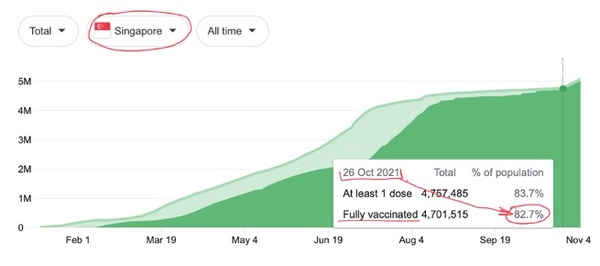 Total Singapore All time
5M
4M
3M
2M
1M
0
26 Oct 2021 Total % of population
At least 1 dose 4,757,485 83.7%
Fully vaccinated 4,701,515 82.7%
Feb 1 Mar 19 May 4 Jun 19 Aug 4 Sep 19 Nov 4